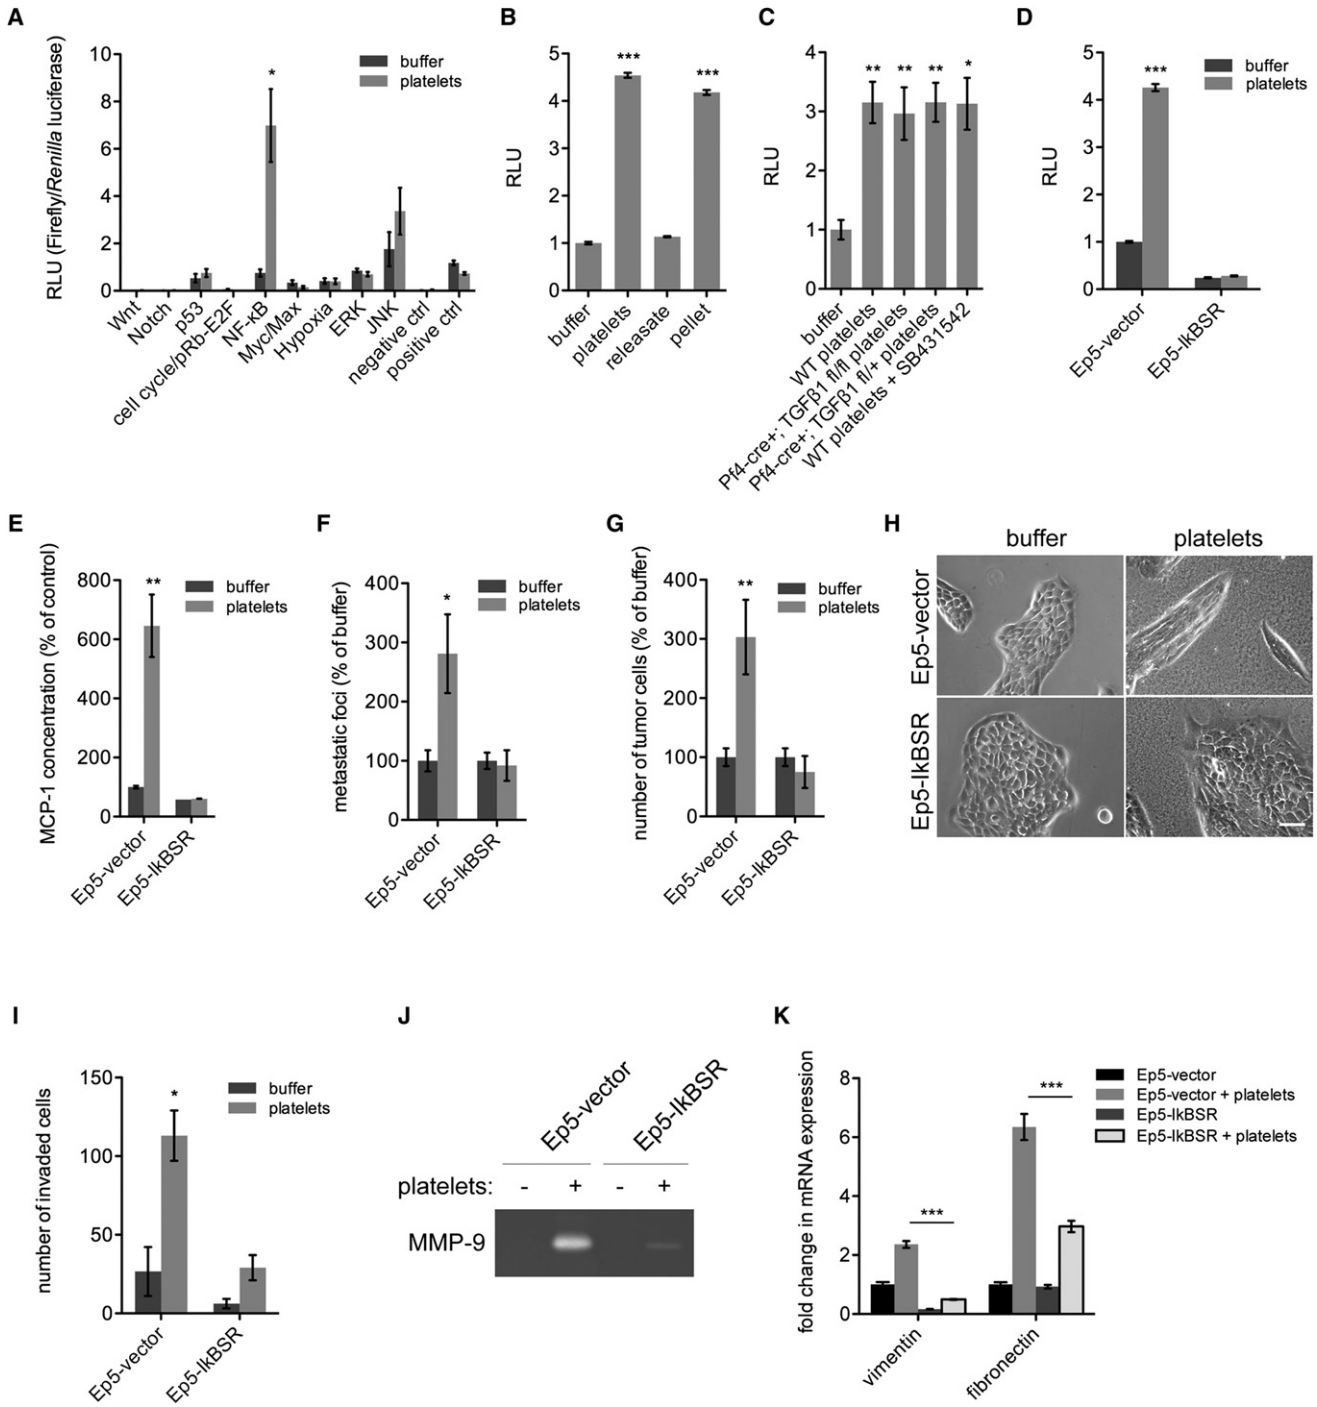 A
RLU (Firefly/Renilla luciferase)
10
8
6
4
2
0
buffer
platelets
*
Wnt
Notch
p53
cell cycle/pRb-E2F
NF-κB
Myc/Max
Hypoxia
ERK
JNK
negative ctrl
positive ctrl
B
RLU
5
4
3
2
1
0
***
***
buffer
platelets
releasate
pellet
C
RLU
4
3
2
1
0
**
**
**
*
buffer
WT platelets
Pf4-cre+; TGFβ1 fl/fl platelets
Pf4-cre+; TGFβ1 fl/+ platelets
WT platelets + SB431542
D
RLU
5
4
3
2
1
0
***
buffer
platelets
Ep5-vector
Ep5-IkBSR
E
MCP-1 concentration (% of control)
800
600
400
200
0
**
buffer
platelets
Ep5-vector
Ep5-IkBSR
F
metastatic foci (% of buffer)
400
300
200
100
0
*
buffer
platelets
Ep5-vector
Ep5-IkBSR
G
number of tumor cells (% of buffer)
400
300
200
100
0
**
buffer
platelets
Ep5-vector
Ep5-IkBSR
H
buffer
platelets
Ep5-vector
Ep5-IkBSR
I
number of invaded cells
150
100
50
0
*
buffer
platelets
Ep5-vector
Ep5-IkBSR
J
Ep5-vector
Ep5-IkBSR
platelets: - + - +
MMP-9
K
fold change in mRNA expression
8
6
4
2
0
***
***
Ep5-vector
Ep5-vector + platelets
Ep5-IkBSR
Ep5-IkBSR + platelets
vimentin
fibronectin